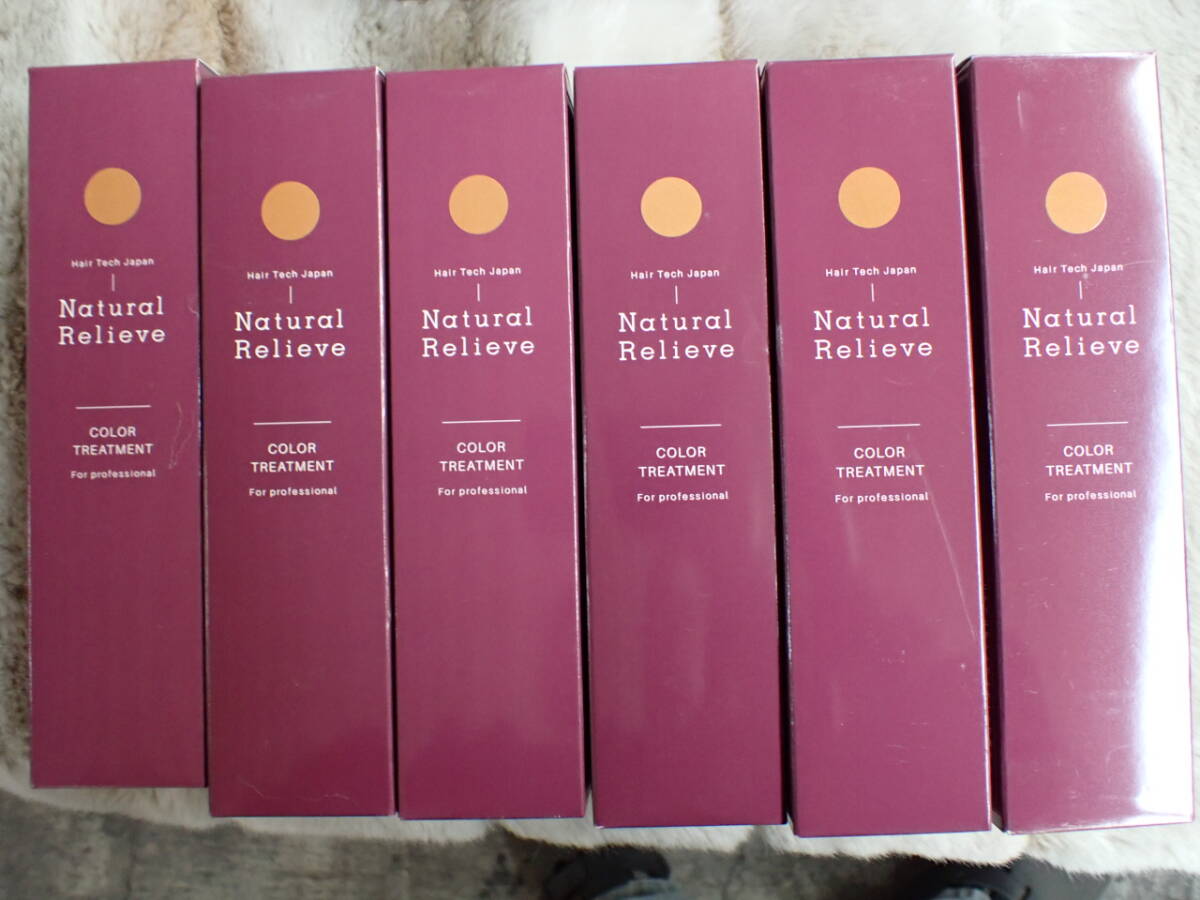 Hair Tech Japan
Natural
Relieve
COLOR
TREATMENT
For professional
Hair Tech Japan
Natural
Relieve
COLOR
TREATMENT
For professional
Hair Tech Japan
Natural
Relieve
COLOR
TREATMENT
For professional
Hair Tech Japan
Natural
Relieve
COLOR
TREATMENT
For professional
Hair Tech Japan
Natural
Relieve
COLOR
TREATMENT
For professional
Hair Tech Japan
Natural
Relieve
COLOR
TREATMENT
For professional